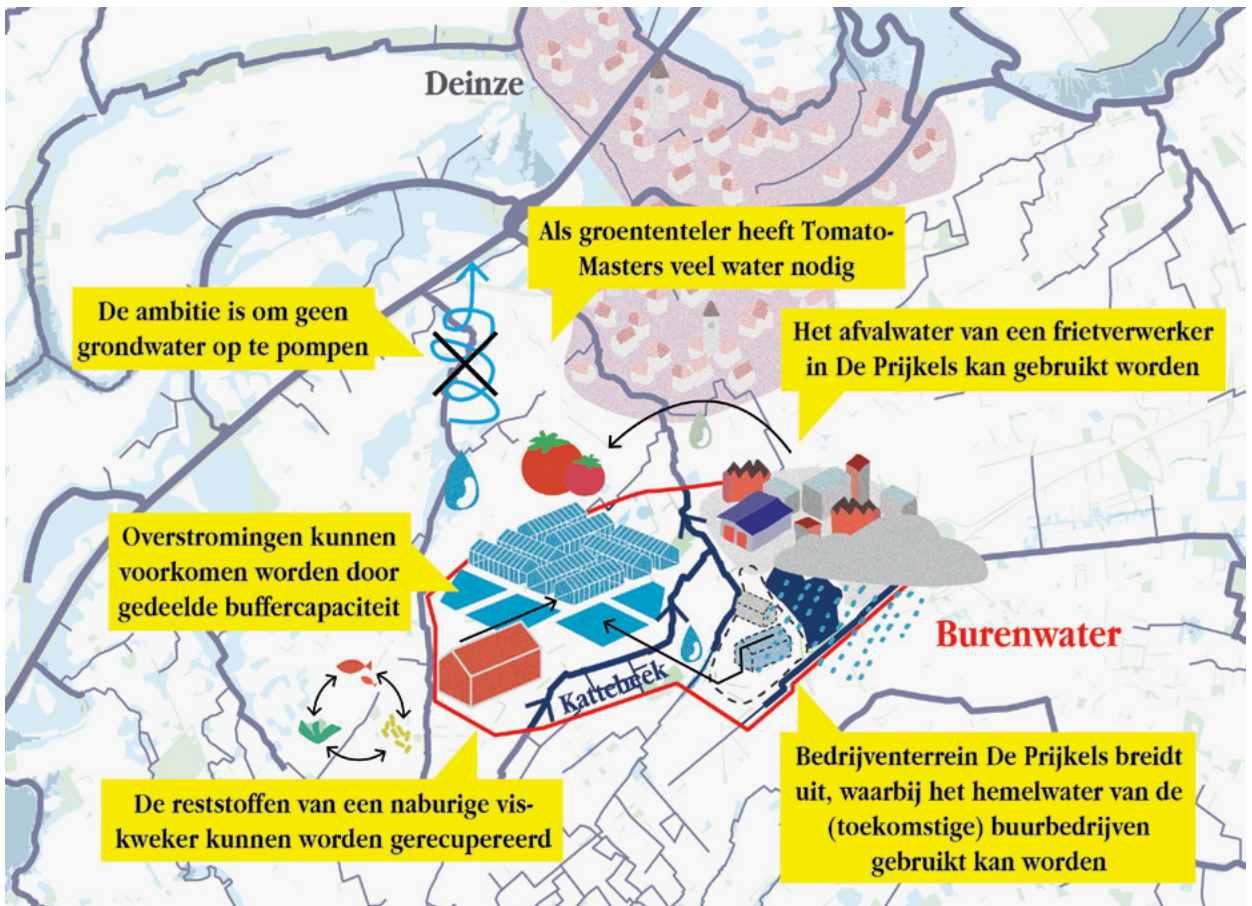 Deinze
Als groententeler heeft Tomato-
Masters veel water nodig
De ambitie is om geen
grondwater op te pompen
Het afvalwater van een frietverwerker
in De Prijkels kan gebruikt worden
Overstromingen kunnen
voorkomen worden door
gedeelde buffercapaciteit
Burenwater
Kattebeek
De reststoffen van een naburige vis-
kweker kunnen worden gerecupereerd
Bedrijventerrein De Prijkels breidt
uit, waarbij het hemelwater van de
(toekomstige) buurbedrijven
gebruikt kan worden